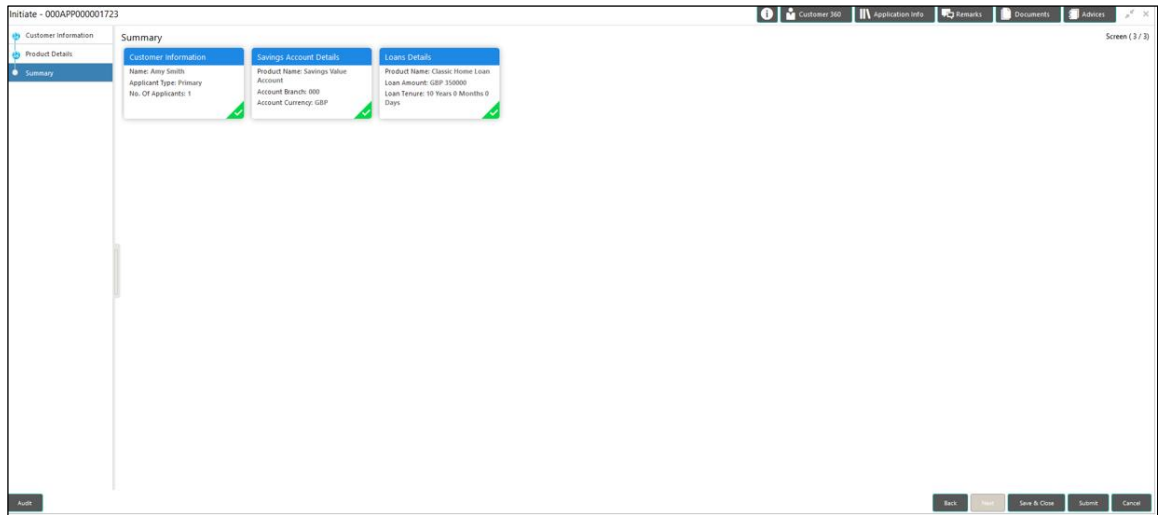 Initiate - 000APP000001723
Customer 360
Application Info
Remarks
Documents
Advices
Customer Information
Product Details
Summary
Summary
Screen ( 3 / 3)
Customer Information
Name: Amy Smith
Applicant Type: Primary
No. Of Applicants: 1
Savings Account Details
Product Name: Savings Value
Account
Account Branch: 000
Account Currency: GBP
Loans Details
Product Name: Classic Home Loan
Loan Amount: GBP 350000
Loan Tenure: 10 Years 0 Months 0
Days
Audit
Back
Next
Save & Close
Submit
Cancel